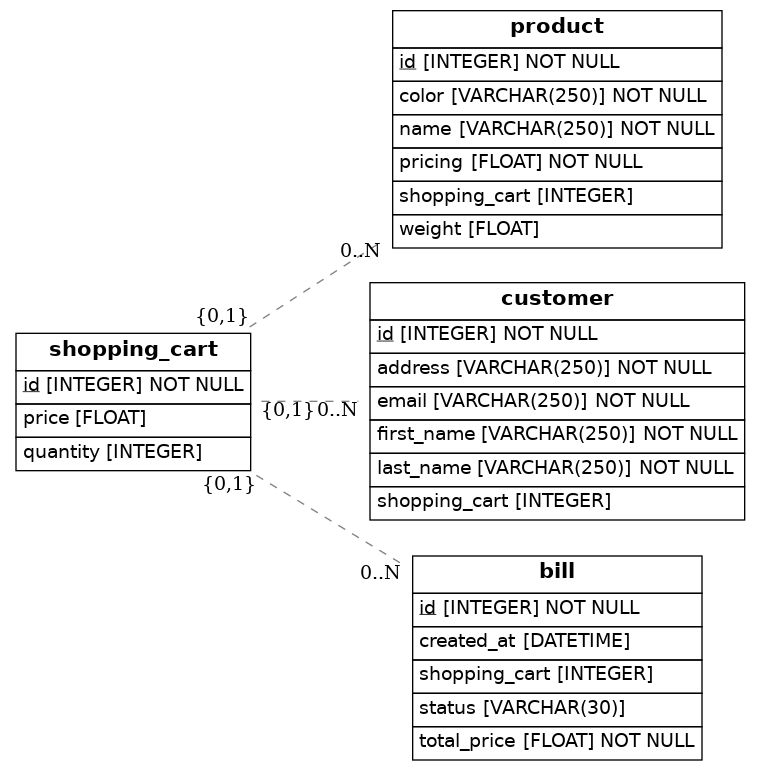 product
id [INTEGER] NOT NULL
color [VARCHAR(250)] NOT NULL
name [VARCHAR(250)] NOT NULL
pricing [FLOAT] NOT NULL
shopping_cart [INTEGER]
weight [FLOAT]
0..N
{0,1}
customer
id [INTEGER] NOT NULL
address [VARCHAR(250)] NOT NULL
email [VARCHAR(250)] NOT NULL
first_name [VARCHAR(250)] NOT NULL
last_name [VARCHAR(250)] NOT NULL
shopping_cart [INTEGER]
shopping_cart
id [INTEGER] NOT NULL
price [FLOAT]
quantity [INTEGER]
{0,1} 0..N
{0,1}
0..N
bill
id [INTEGER] NOT NULL
created_at [DATETIME]
shopping_cart [INTEGER]
status [VARCHAR(30)]
total_price [FLOAT] NOT NULL